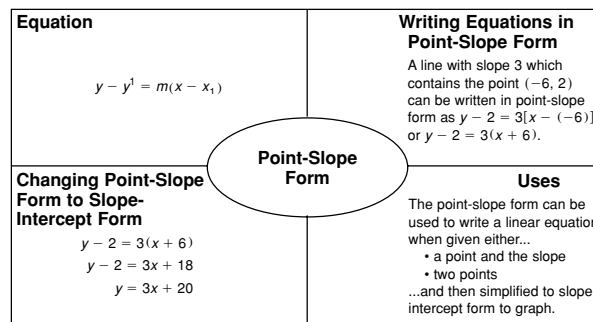 Equation
y − y¹ = m(x − x₁)
Writing Equations in
Point-Slope Form
A line with slope 3 which
contains the point (−6, 2)
can be written in point-slope
form as y − 2 = 3[x − (−6)]
or y − 2 = 3(x + 6).
Point-Slope
Form
Changing Point-Slope
Form to Slope-
Intercept Form
y − 2 = 3(x + 6)
y − 2 = 3x + 18
y = 3x + 20
Uses
The point-slope form can be
used to write a linear equation
when given either...
• a point and the slope
• two points
...and then simplified to slope
intercept form to graph.